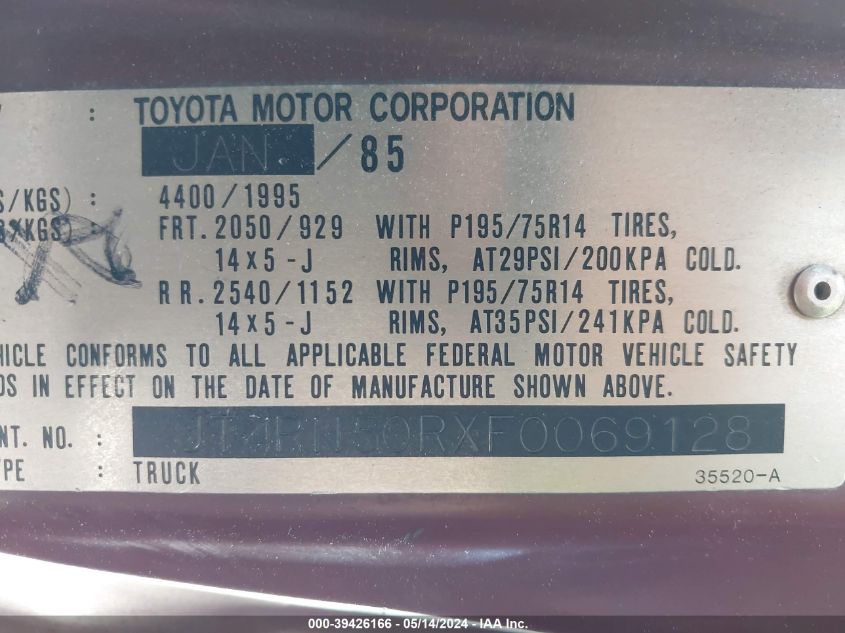 : TOYOTA MOTOR CORPORATION
JAN. /85
S/KGS) : 4400/1995
KGS) : FRT. 2050/929 WITH P195/75R14 TIRES,
14x5-J RIMS, AT29PSI/200KPA COLD.
RR. 2540/1152 WITH P195/75R14 TIRES,
14x5-J RIMS, AT35PSI/241KPA COLD.
HICLE CONFORMS TO ALL APPLICABLE FEDERAL MOTOR VEHICLE SAFETY
DS IN EFFECT ON THE DATE OF MANUFACTURE SHOWN ABOVE.
NT. NO. : JT4RN50RXF0069128
YPE : TRUCK 35520-A
000-39426166 - 05/14/2024 - IAA Inc.